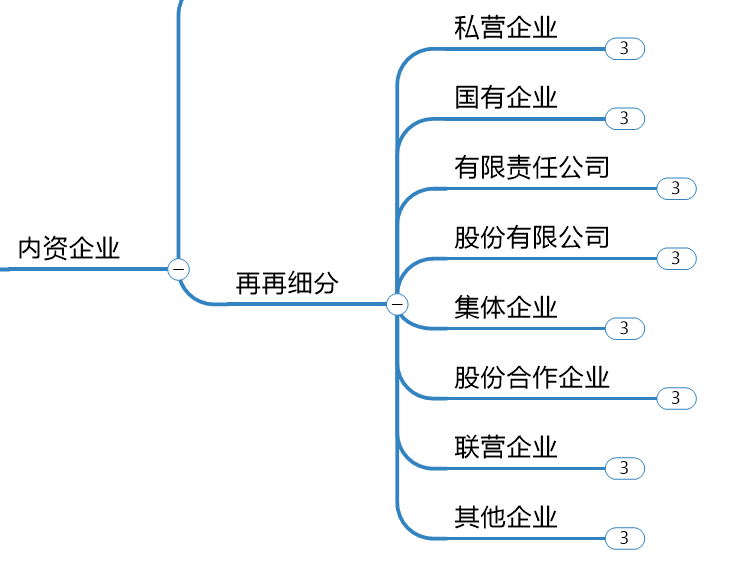 私营企业
3
国有企业
3
有限责任公司
3
股份有限公司
3
内资企业
再再细分
集体企业
3
股份合作企业
3
联营企业
3
其他企业
3